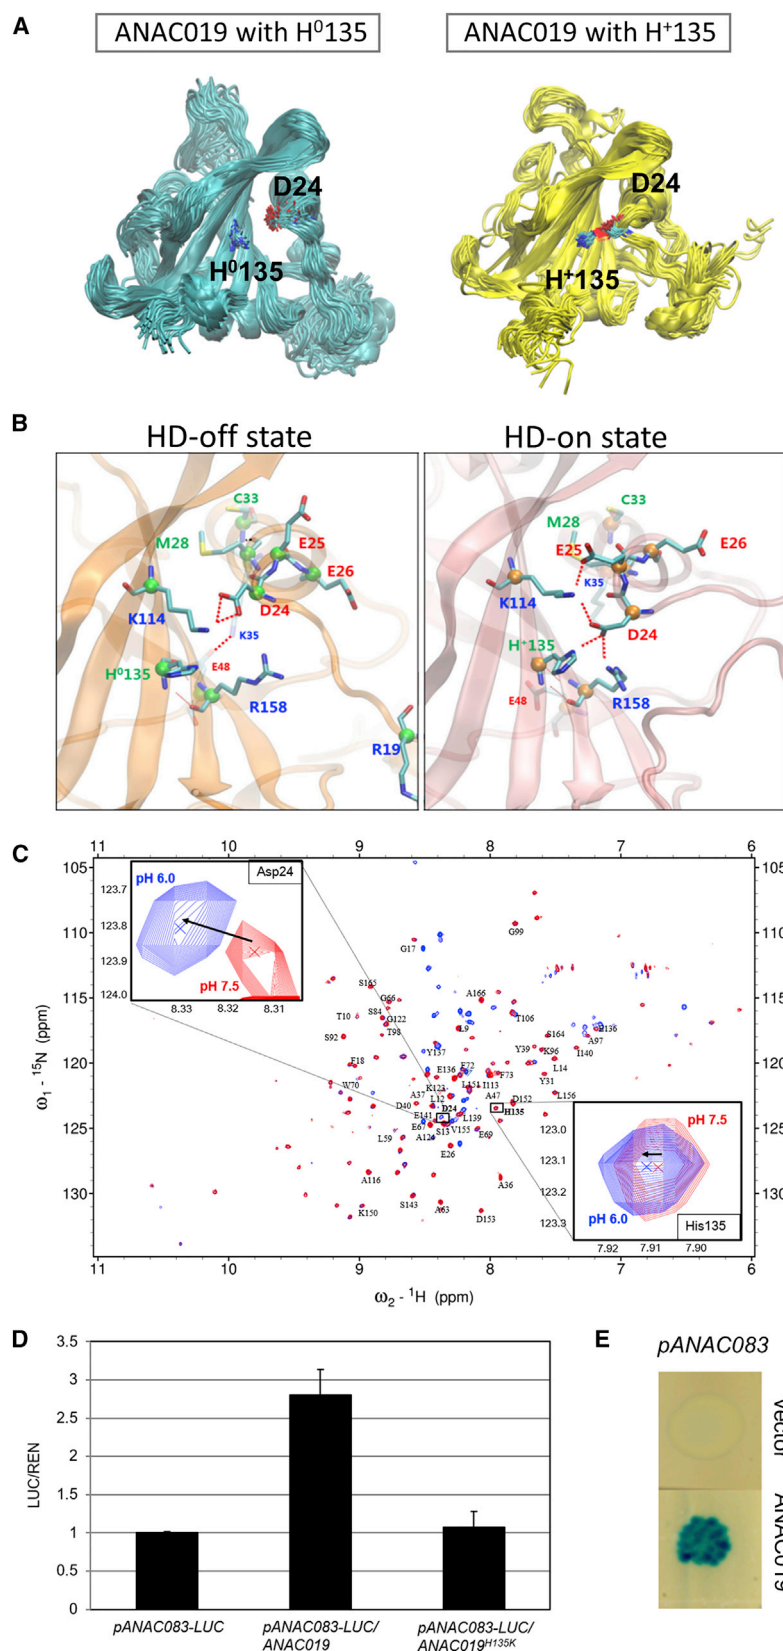 A
ANAC019 with H⁰135
ANAC019 with H⁺135
D24
H⁰135
D24
H⁺135
B
HD-off state
HD-on state
C33
M28
E25
E26
K114
D24
K35
H⁰135
E48
R158
R19
C33
M28
E25
E26
K35
K114
D24
H⁺135
E48
R158
C
11 10 9 8 7 6
105
110
115
120
125
130
ω₁ - ¹⁵N (ppm)
pH 6.0
Asp24
123.7
123.8
123.9
124.0
pH 7.5
8.33 8.32 8.31
G17
G99
S165
G66
A166
T10
S84
G122
T106
S92
T98
L9
S164
E136
A97
Y137
Y39
K96
I140
F18
E136
F72
F73
L14
W70
K123
L151
I113
Y31
A37
L12
A47
L156
D40
D24
D152
H135
E141
L139
E67
S13
V155
L59
A124
E69
E26
A116
A36
K150
S143
A63
D153
123.0
123.1
123.2
123.3
pH 7.5
pH 6.0
His135
7.92 7.91 7.90
11 10 9 8 7 6
ω₂ - ¹H (ppm)
D
3.5
3
2.5
2
1.5
1
0.5
0
LUC/REN
pANAC083-LUC
pANAC083-LUC/
ANAC019
pANAC083-LUC/
ANAC019ᴴ¹³⁵ᴷ
E
pANAC083
vector
ANAC019